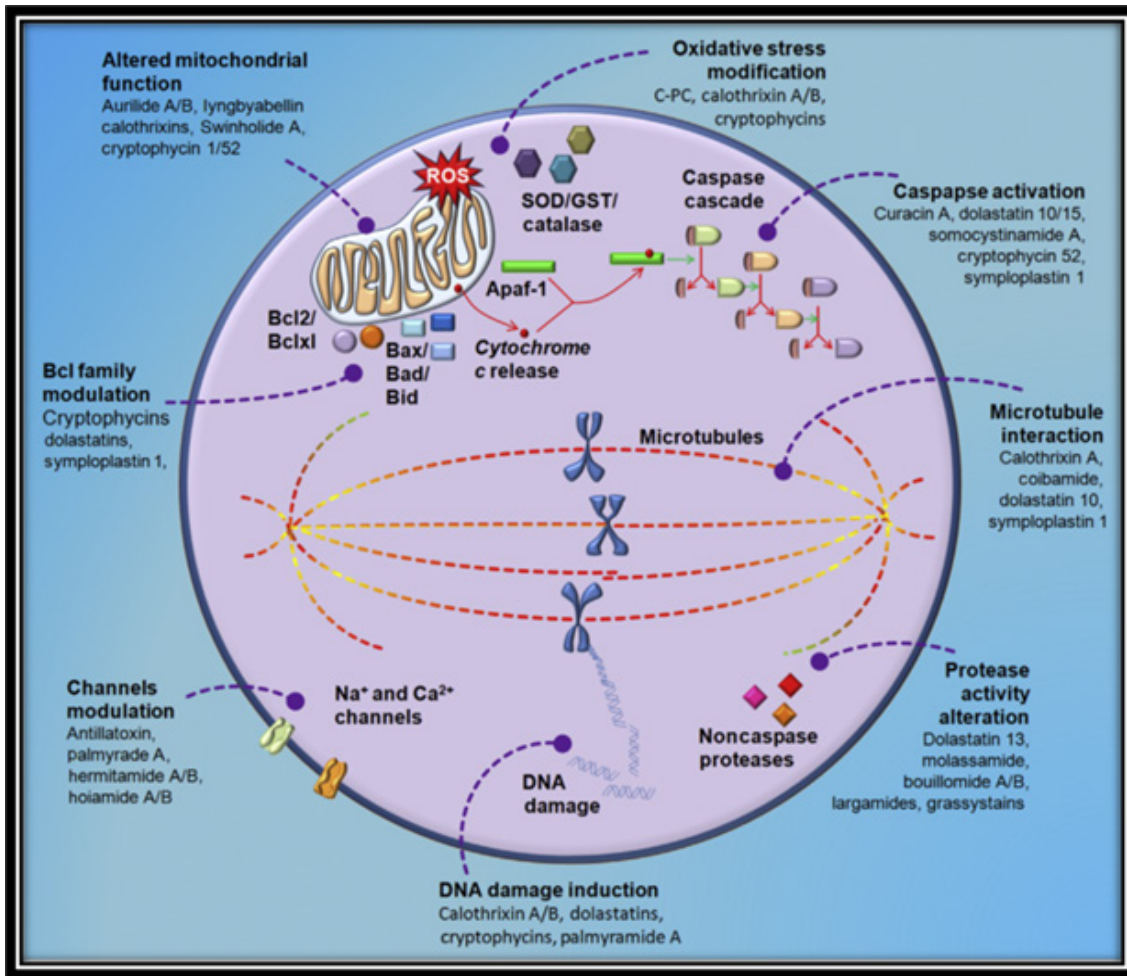 Altered mitochondrial
function
Aurilide A/B, lyngbyabellin
calothrixins, Swinholide A,
cryptophycin 1/52
Oxidative stress
modification
C-PC, calothrixin A/B,
cryptophycins
ROS
SOD/GST/
catalase
Caspase
cascade
Caspapse activation
Curacin A, dolastatin 10/15,
somocystinamide A,
cryptophycin 52,
symploplastin 1
Apaf-1
Bcl2/
Bclxl
Bax/
Bad/
Bid
Cytochrome
c release
Bcl family
modulation
Cryptophycins
dolastatins,
symploplastin 1,
Microtubules
Microtubule
interaction
Calothrixin A,
coibamide,
dolastatin 10,
symploplastin 1
Channels
modulation
Antillatoxin,
palmyrade A,
hermitamide A/B,
hoiamide A/B
Na⁺ and Ca²⁺
channels
DNA
damage
Noncaspase
proteases
Protease
activity
alteration
Dolastatin 13,
molassamide,
bouillomide A/B,
largamides, grassystains
DNA damage induction
Calothrixin A/B, dolastatins,
cryptophycins, palmyramide A